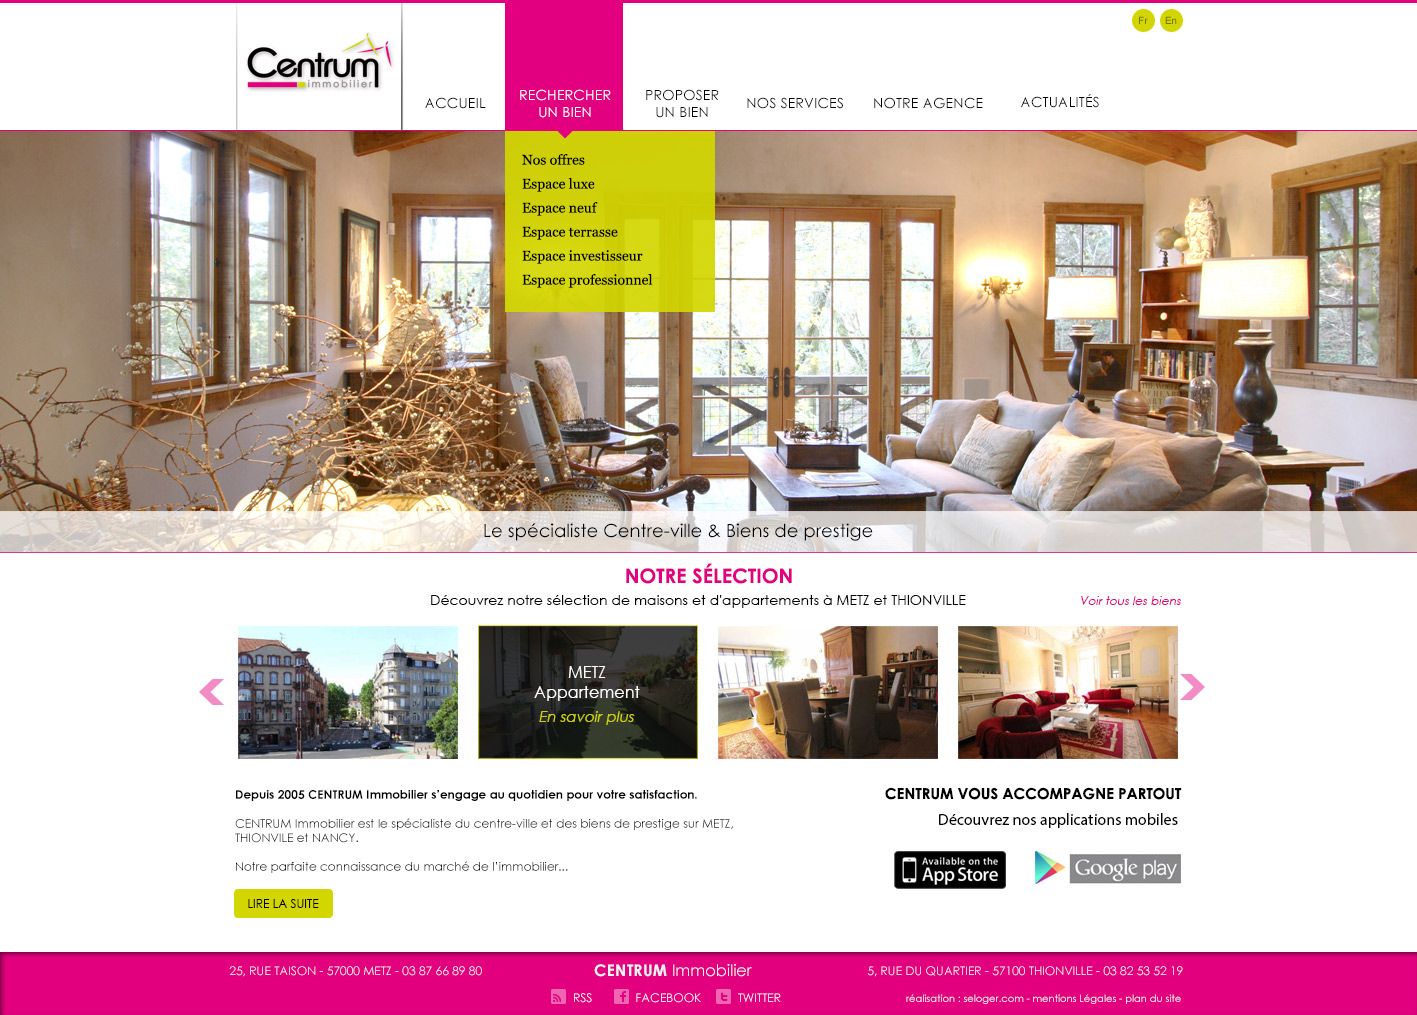 Fr En
Centrum
immobilier
ACCUEIL
RECHERCHER
UN BIEN
PROPOSER
UN BIEN
NOS SERVICES
NOTRE AGENCE
ACTUALITÉS
Nos offres
Espace luxe
Espace neuf
Espace terrasse
Espace investisseur
Espace professionnel
Le spécialiste Centre-ville & Biens de prestige
NOTRE SÉLECTION
Découvrez notre sélection de maisons et d'appartements à METZ et THIONVILLE
Voir tous les biens
METZ
Appartement
En savoir plus
Depuis 2005 CENTRUM Immobilier s'engage au quotidien pour votre satisfaction.
CENTRUM Immobilier est le spécialiste du centre-ville et des biens de prestige sur METZ,
THIONVILE et NANCY.
Notre parfaite connaissance du marché de l'immobilier...
LIRE LA SUITE
CENTRUM VOUS ACCOMPAGNE PARTOUT
Découvrez nos applications mobiles
Available on the
App Store
Google play
25, RUE TAISON - 57000 METZ - 03 87 66 89 80
CENTRUM Immobilier
5, RUE DU QUARTIER - 57100 THIONVILLE - 03 82 53 52 19
RSS
FACEBOOK
TWITTER
réalisation : seloger.com - mentions Légales - plan du site